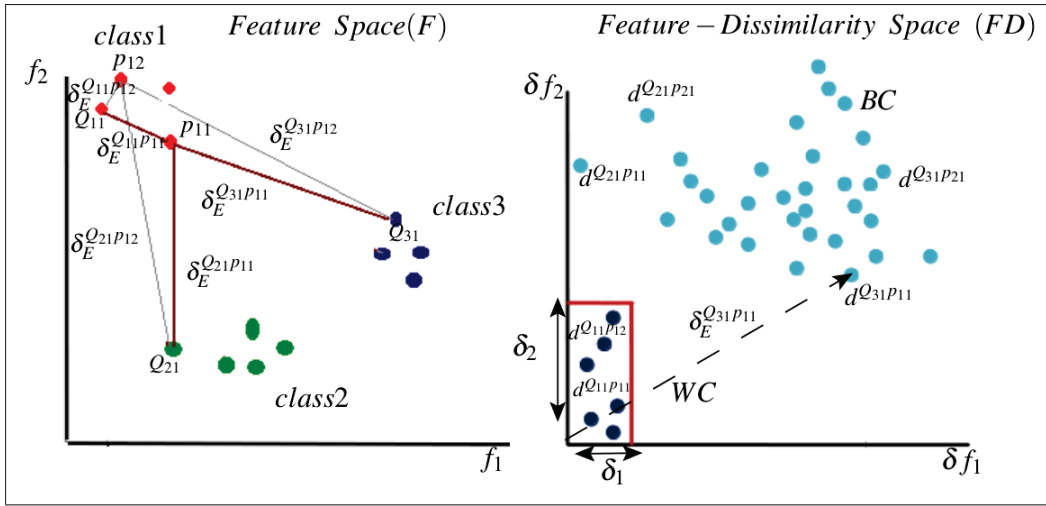 Feature Space(F)
class1
p12
f2
δE^Q11p12
Q11
p11
δE^Q11p11
δE^Q31p12
δE^Q31p11
class3
Q31
δE^Q21p12
δE^Q21p11
Q21
class2
f1
Feature − Dissimilarity Space (FD)
δf2
d^Q21p21
BC
d^Q21p11
d^Q31p21
d^Q31p11
δE^Q31p11
δ2
d^Q11p12
d^Q11p11
WC
δ1
δf1